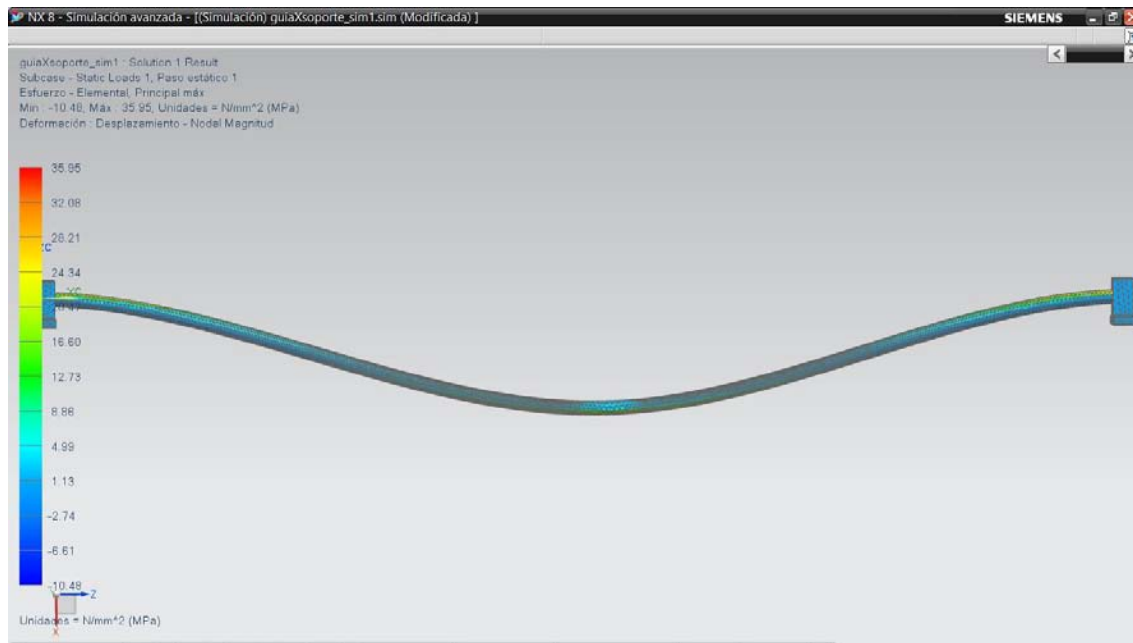 NX 8 - Simulación avanzada - [(Simulación) guiaXsoporte_sim1.sim (Modificada) ]
SIEMENS
guiaXsoporte_sim1 : Solution 1 Result
Subcase - Static Loads 1, Paso estático 1
Esfuerzo - Elemental, Principal máx
Min : -10.48, Máx : 35.95, Unidades = N/mm^2 (MPa)
Deformación : Desplazamiento - Nodal Magnitud
35.95
32.08
28.21
ZC
24.34
16.60
12.73
8.86
4.99
1.13
-2.74
-6.61
-10.48
Z
Unidades = N/mm^2 (MPa)
X